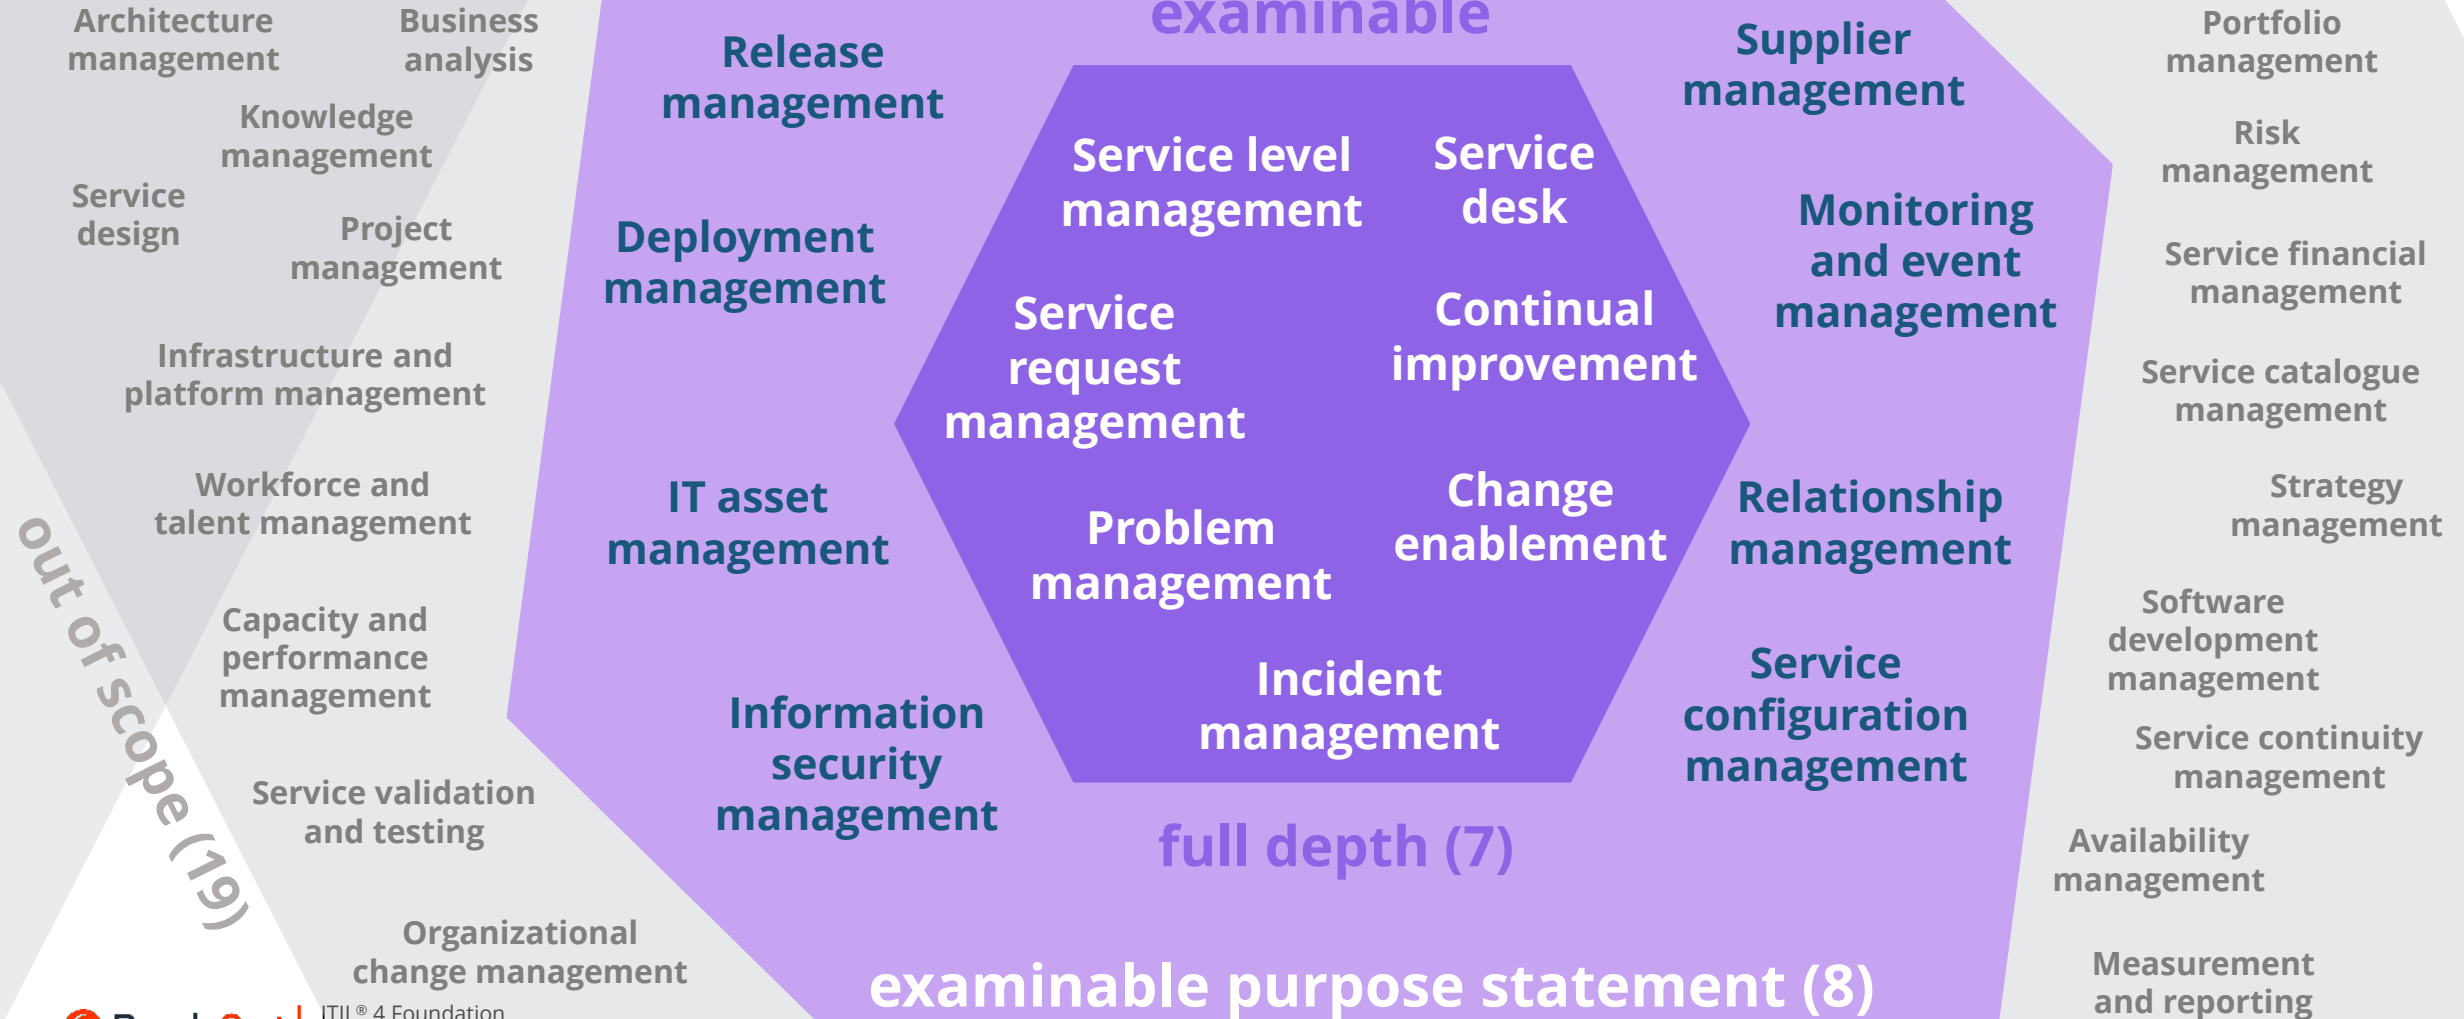 Architecture
management
Business
analysis
Knowledge
management
Service
design
Project
management
Infrastructure and
platform management
Workforce and
talent management
Capacity and
performance
management
Service validation
and testing
Organizational
change management
out of scope (19)
examinable
Release
management
Deployment
management
IT asset
management
Information
security
management
Service level
management
Service
desk
Service
request
management
Continual
improvement
Problem
management
Change
enablement
Incident
management
full depth (7)
examinable purpose statement (8)
Supplier
management
Monitoring
and event
management
Relationship
management
Service
configuration
management
Portfolio
management
Risk
management
Service financial
management
Service catalogue
management
Strategy
management
Software
development
management
Service continuity
management
Availability
management
Measurement
and reporting
ITIL® 4 Foundation